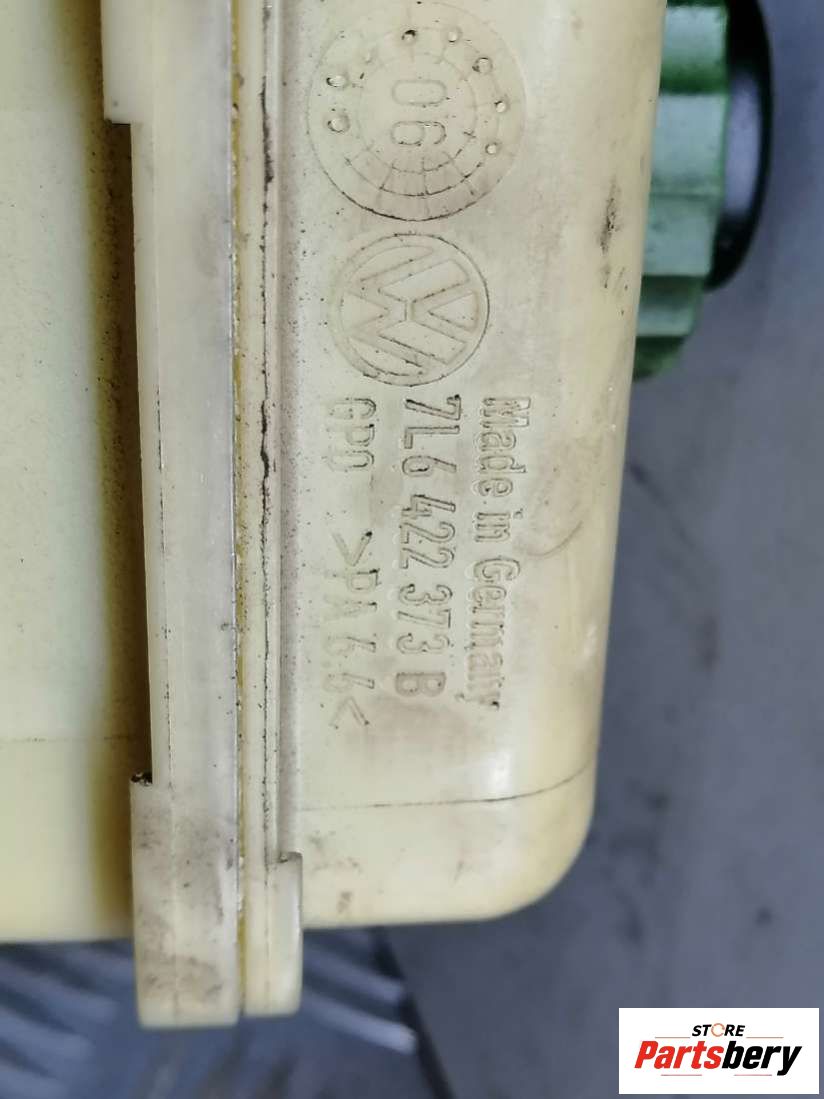 06
Made in Germany
7L6 422 373 B
GPO >PA 6.6<
STORE
Partsbery